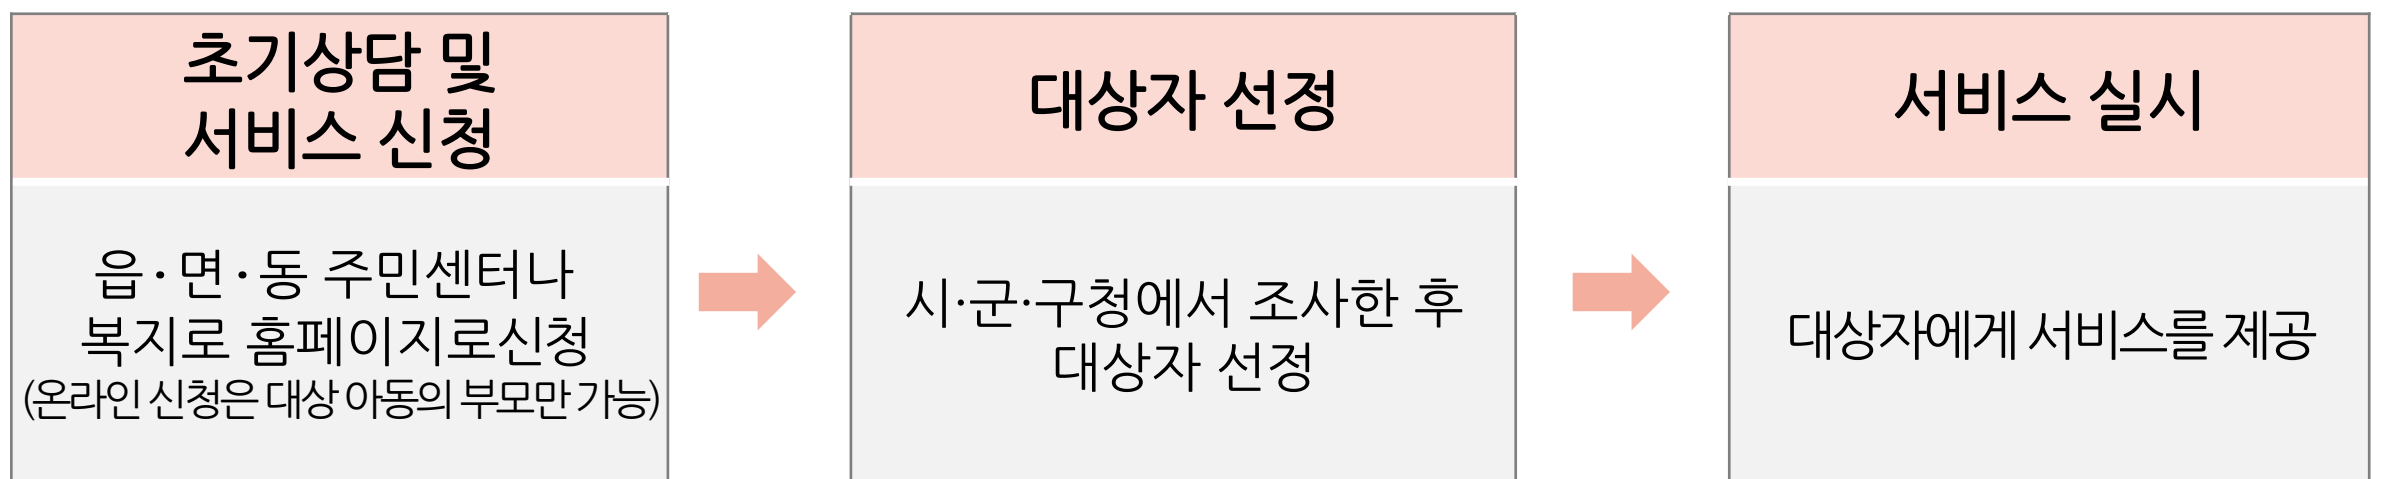 초기상담 및
서비스 신청
읍·면·동 주민센터나
복지로 홈페이지로신청
(온라인 신청은 대상 아동의 부모만 가능)
대상자 선정
시·군·구청에서 조사한 후
대상자 선정
서비스 실시
대상자에게 서비스를 제공